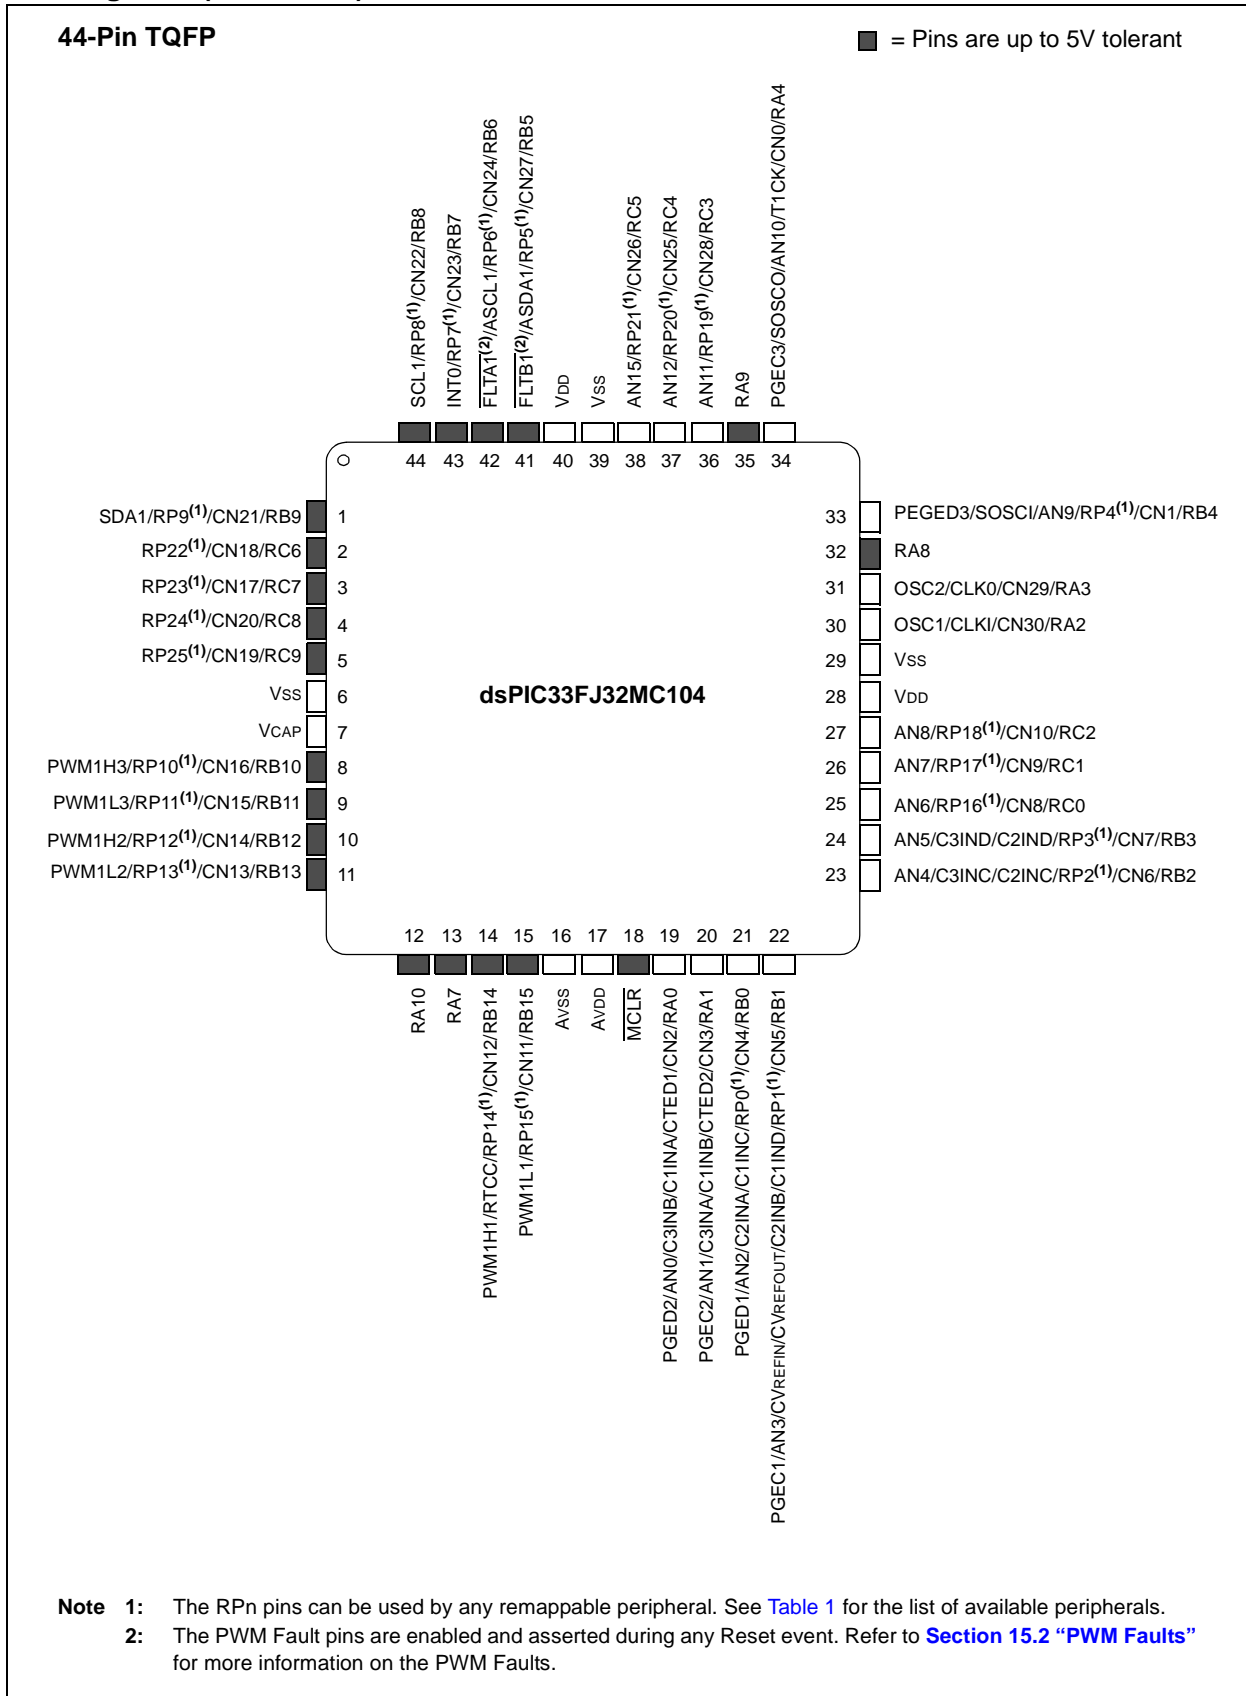 44-Pin TQFP
= Pins are up to 5V tolerant
SCL1/RP8(1)/CN22/RB8
INT0/RP7(1)/CN23/RB7
FLTA1(2)/ASCL1/RP6(1)/CN24/RB6
FLTB1(2)/ASDA1/RP5(1)/CN27/RB5
VDD
VSS
AN15/RP21(1)/CN26/RC5
AN12/RP20(1)/CN25/RC4
AN11/RP19(1)/CN28/RC3
RA9
PGEC3/SOSCO/AN10/T1CK/CN0/RA4
44 43 42 41 40 39 38 37 36 35 34
SDA1/RP9(1)/CN21/RB9 1
RP22(1)/CN18/RC6 2
RP23(1)/CN17/RC7 3
RP24(1)/CN20/RC8 4
RP25(1)/CN19/RC9 5
VSS 6
VCAP 7
PWM1H3/RP10(1)/CN16/RB10 8
PWM1L3/RP11(1)/CN15/RB11 9
PWM1H2/RP12(1)/CN14/RB12 10
PWM1L2/RP13(1)/CN13/RB13 11
dsPIC33FJ32MC104
33 PEGED3/SOSCI/AN9/RP4(1)/CN1/RB4
32 RA8
31 OSC2/CLK0/CN29/RA3
30 OSC1/CLKI/CN30/RA2
29 VSS
28 VDD
27 AN8/RP18(1)/CN10/RC2
26 AN7/RP17(1)/CN9/RC1
25 AN6/RP16(1)/CN8/RC0
24 AN5/C3IND/C2IND/RP3(1)/CN7/RB3
23 AN4/C3INC/C2INC/RP2(1)/CN6/RB2
12 13 14 15 16 17 18 19 20 21 22
RA10
RA7
PWM1H1/RTCC/RP14(1)/CN12/RB14
PWM1L1/RP15(1)/CN11/RB15
AVSS
AVDD
MCLR
PGED2/AN0/C3INB/C1INA/CTED1/CN2/RA0
PGEC2/AN1/C3INA/C1INB/CTED2/CN3/RA1
PGED1/AN2/C2INA/C1INC/RP0(1)/CN4/RB0
PGEC1/AN3/CVREFIN/CVREFOUT/C2INB/C1IND/RP1(1)/CN5/RB1
Note 1: The RPn pins can be used by any remappable peripheral. See Table 1 for the list of available peripherals.
2: The PWM Fault pins are enabled and asserted during any Reset event. Refer to Section 15.2 “PWM Faults”
for more information on the PWM Faults.